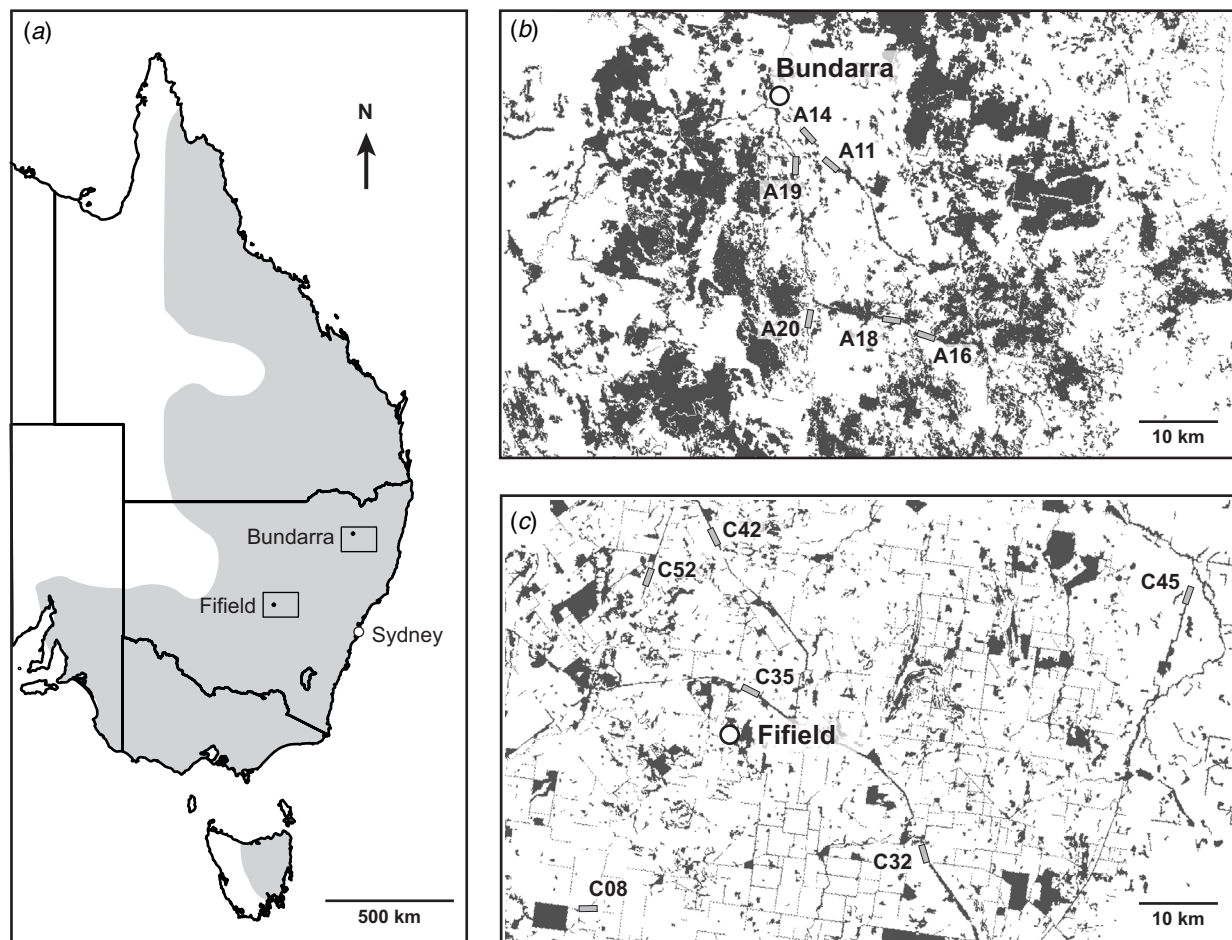 (a)
N
Bundarra
Fifield
Sydney
500 km
(b)
Bundarra
A14
A11
A19
A20
A18
A16
10 km
(c)
C42
C52
C45
C35
Fifield
C32
C08
10 km